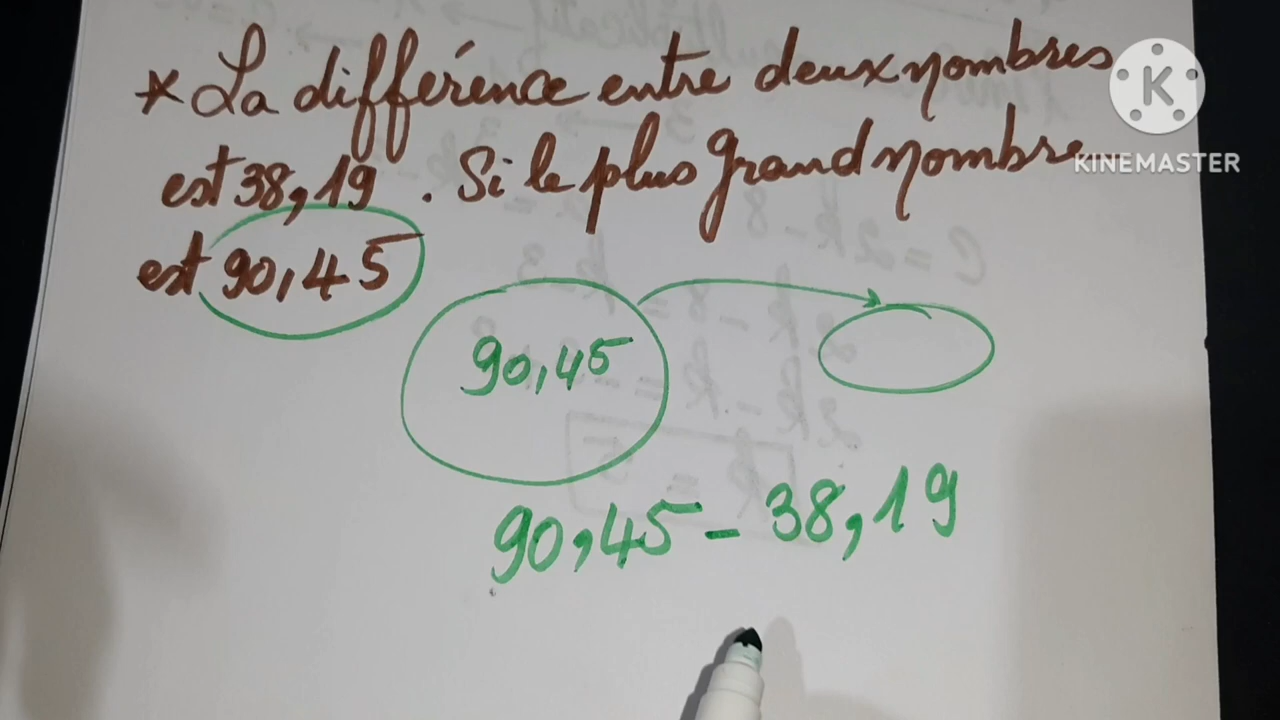 * La différence entre deux nombres
est 38,19. Si le plus grand nombre
est 90,45
90,45
90,45 - 38,19
K
KINEMASTER